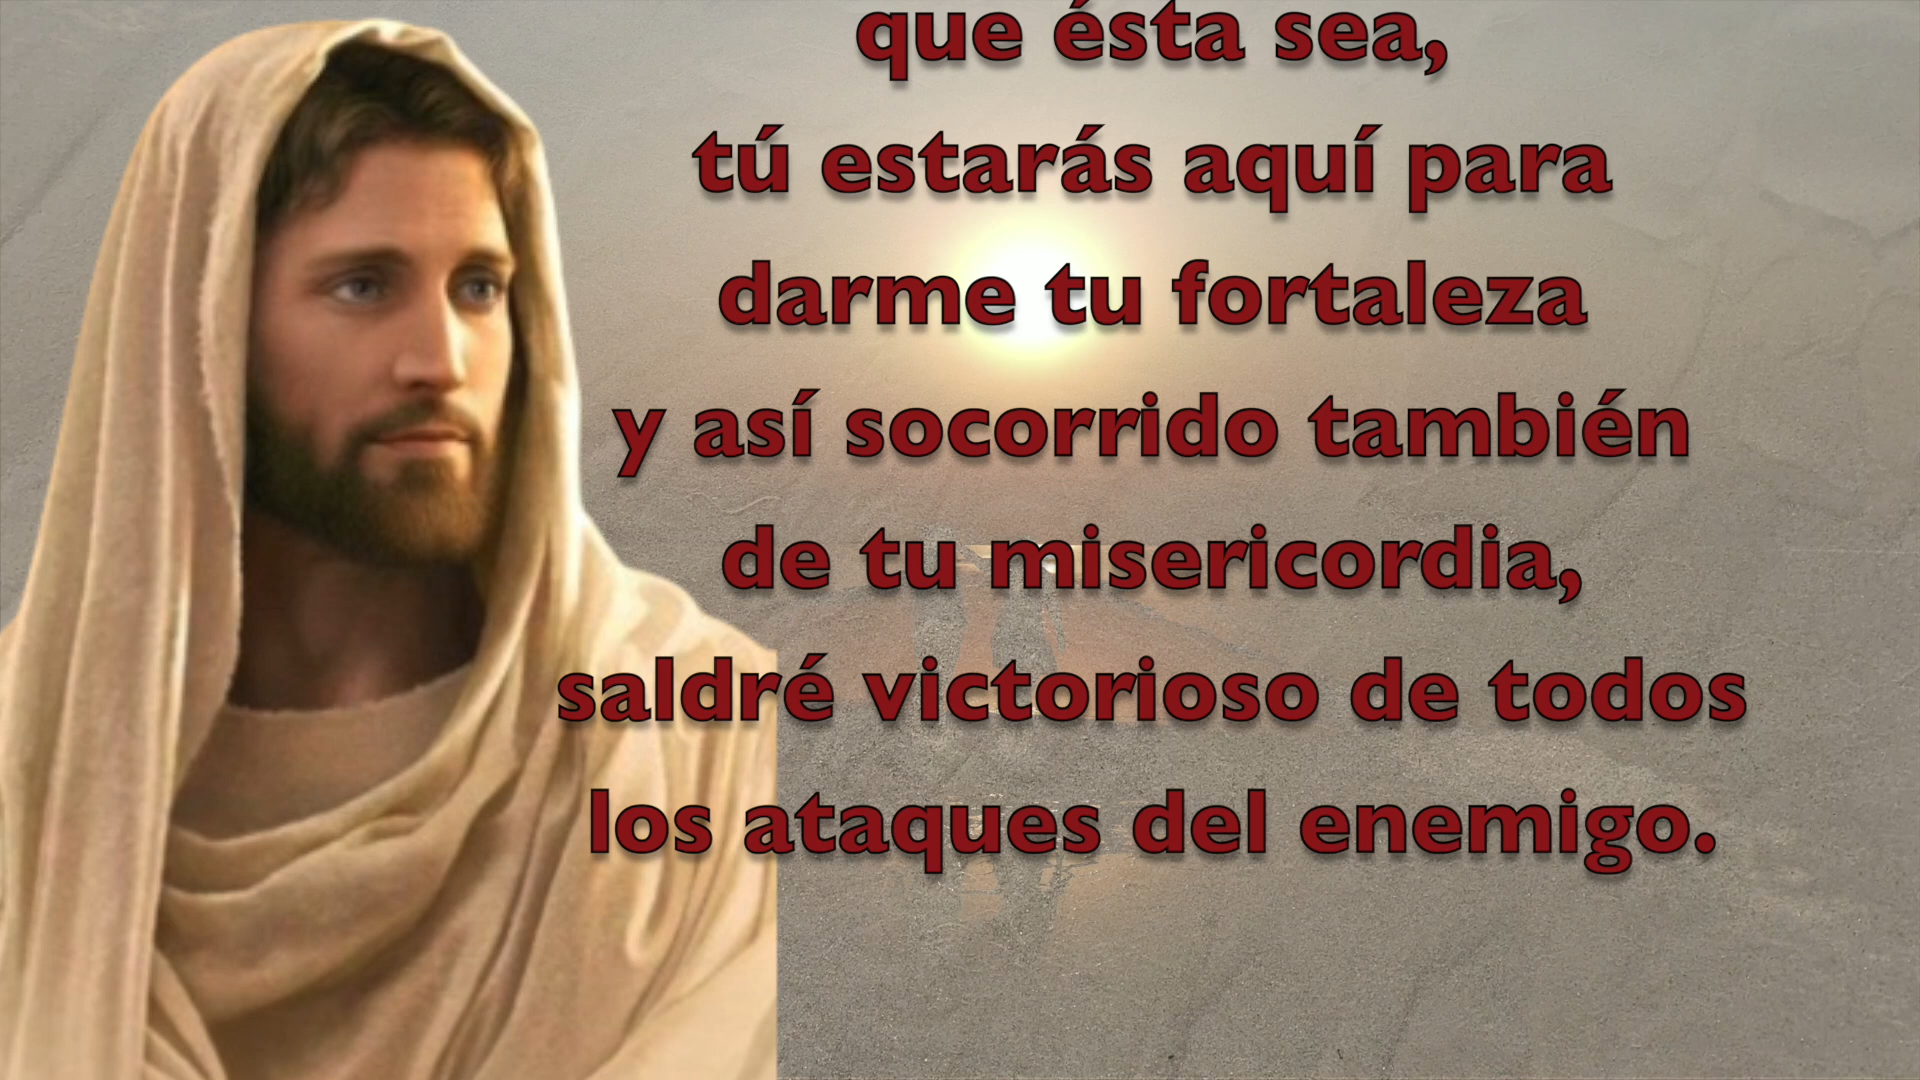 que ésta sea,
tú estarás aquí para
darme tu fortaleza
y así socorrido también
de tu misericordia,
saldré victorioso de todos
los ataques del enemigo.